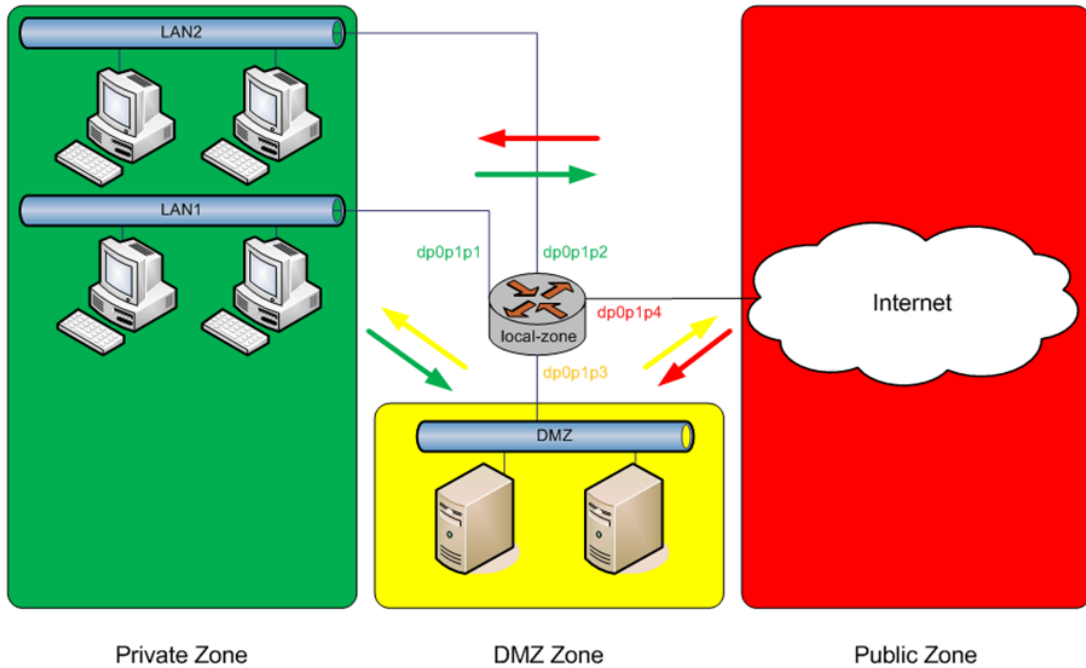 LAN2
LAN1
dp0p1p1
dp0p1p2
Internet
dp0p1p4
local-zone
dp0p1p3
DMZ
Private Zone
DMZ Zone
Public Zone